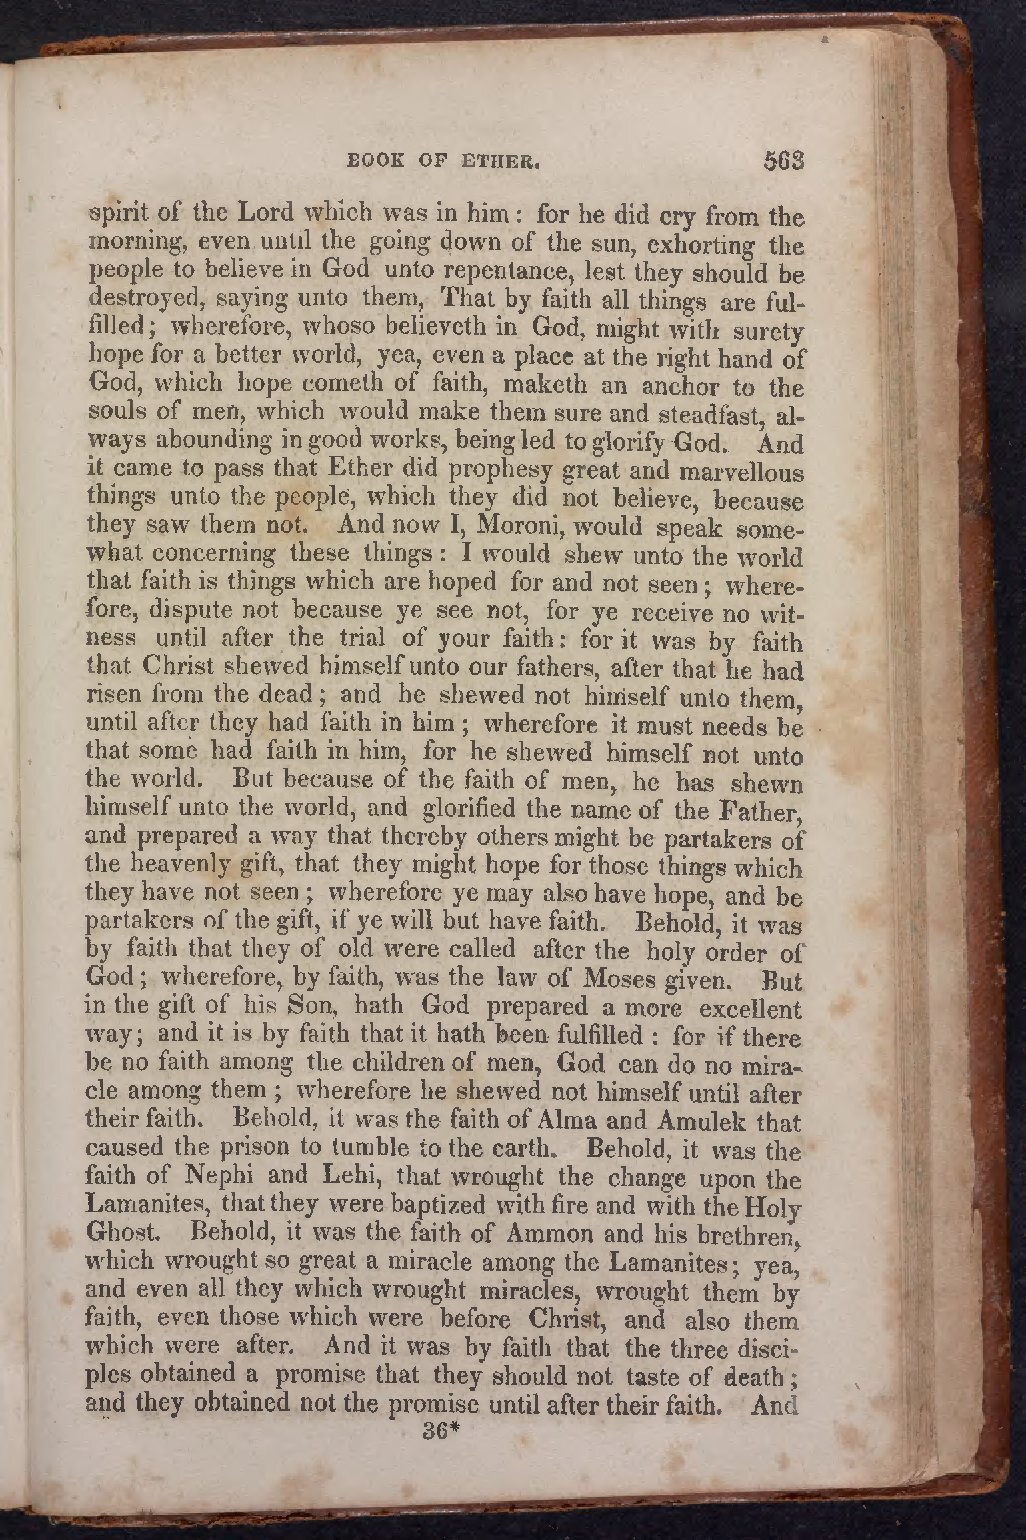 BOOK OF ETHER. 563
spirit of the Lord which was in him: for he did cry from the
morning, even until the going down of the sun, exhorting the
people to believe in God unto repentance, lest they should be
destroyed, saying unto them, That by faith all things are ful-
filled; wherefore, whoso believeth in God, might with surety
hope for a better world, yea, even a place at the right hand of
God, which hope cometh of faith, maketh an anchor to the
souls of men, which would make them sure and steadfast, al-
ways abounding in good works, being led to glorify God. And
it came to pass that Ether did prophesy great and marvellous
things unto the people, which they did not believe, because
they saw them not. And now I, Moroni, would speak some-
what concerning these things: I would shew unto the world
that faith is things which are hoped for and not seen; where-
fore, dispute not because ye see not, for ye receive no wit-
ness until after the trial of your faith: for it was by faith
that Christ shewed himself unto our fathers, after that he had
risen from the dead; and he shewed not himself unto them,
until after they had faith in him; wherefore it must needs be
that some had faith in him, for he shewed himself not unto
the world. But because of the faith of men, he has shewn
himself unto the world, and glorified the name of the Father,
and prepared a way that thereby others might be partakers of
the heavenly gift, that they might hope for those things which
they have not seen; wherefore ye may also have hope, and be
partakers of the gift, if ye will but have faith. Behold, it was
by faith that they of old were called after the holy order of
God; wherefore, by faith, was the law of Moses given. But
in the gift of his Son, hath God prepared a more excellent
way; and it is by faith that it hath been fulfilled: for if there
be no faith among the children of men, God can do no mira-
cle among them; wherefore he shewed not himself until after
their faith. Behold, it was the faith of Alma and Amulek that
caused the prison to tumble to the earth. Behold, it was the
faith of Nephi and Lehi, that wrought the change upon the
Lamanites, that they were baptized with fire and with the Holy
Ghost. Behold, it was the faith of Ammon and his brethren,
which wrought so great a miracle among the Lamanites; yea,
and even all they which wrought miracles, wrought them by
faith, even those which were before Christ, and also them
which were after. And it was by faith that the three disci-
ples obtained a promise that they should not taste of death;
and they obtained not the promise until after their faith. And
36*